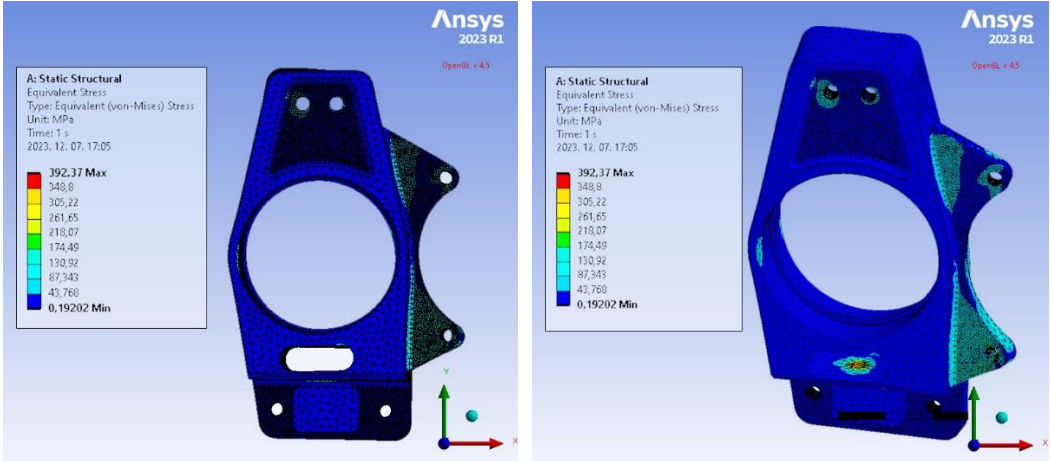 Ansys
2023 R1
OpenGL < 4.5
A: Static Structural
Equivalent Stress
Type: Equivalent (von-Mises) Stress
Unit: MPa
Time: 1 s
2023. 12. 07. 17:05
392,37 Max
348,8
305,22
261,65
218,07
174,49
130,92
87,343
43,768
0,19202 Min
Y
X
Ansys
2023 R1
OpenGL < 4.5
A: Static Structural
Equivalent Stress
Type: Equivalent (von-Mises) Stress
Unit: MPa
Time: 1 s
2023. 12. 07. 17:05
392,37 Max
348,8
305,22
261,65
218,07
174,49
130,92
87,343
43,768
0,19202 Min
X